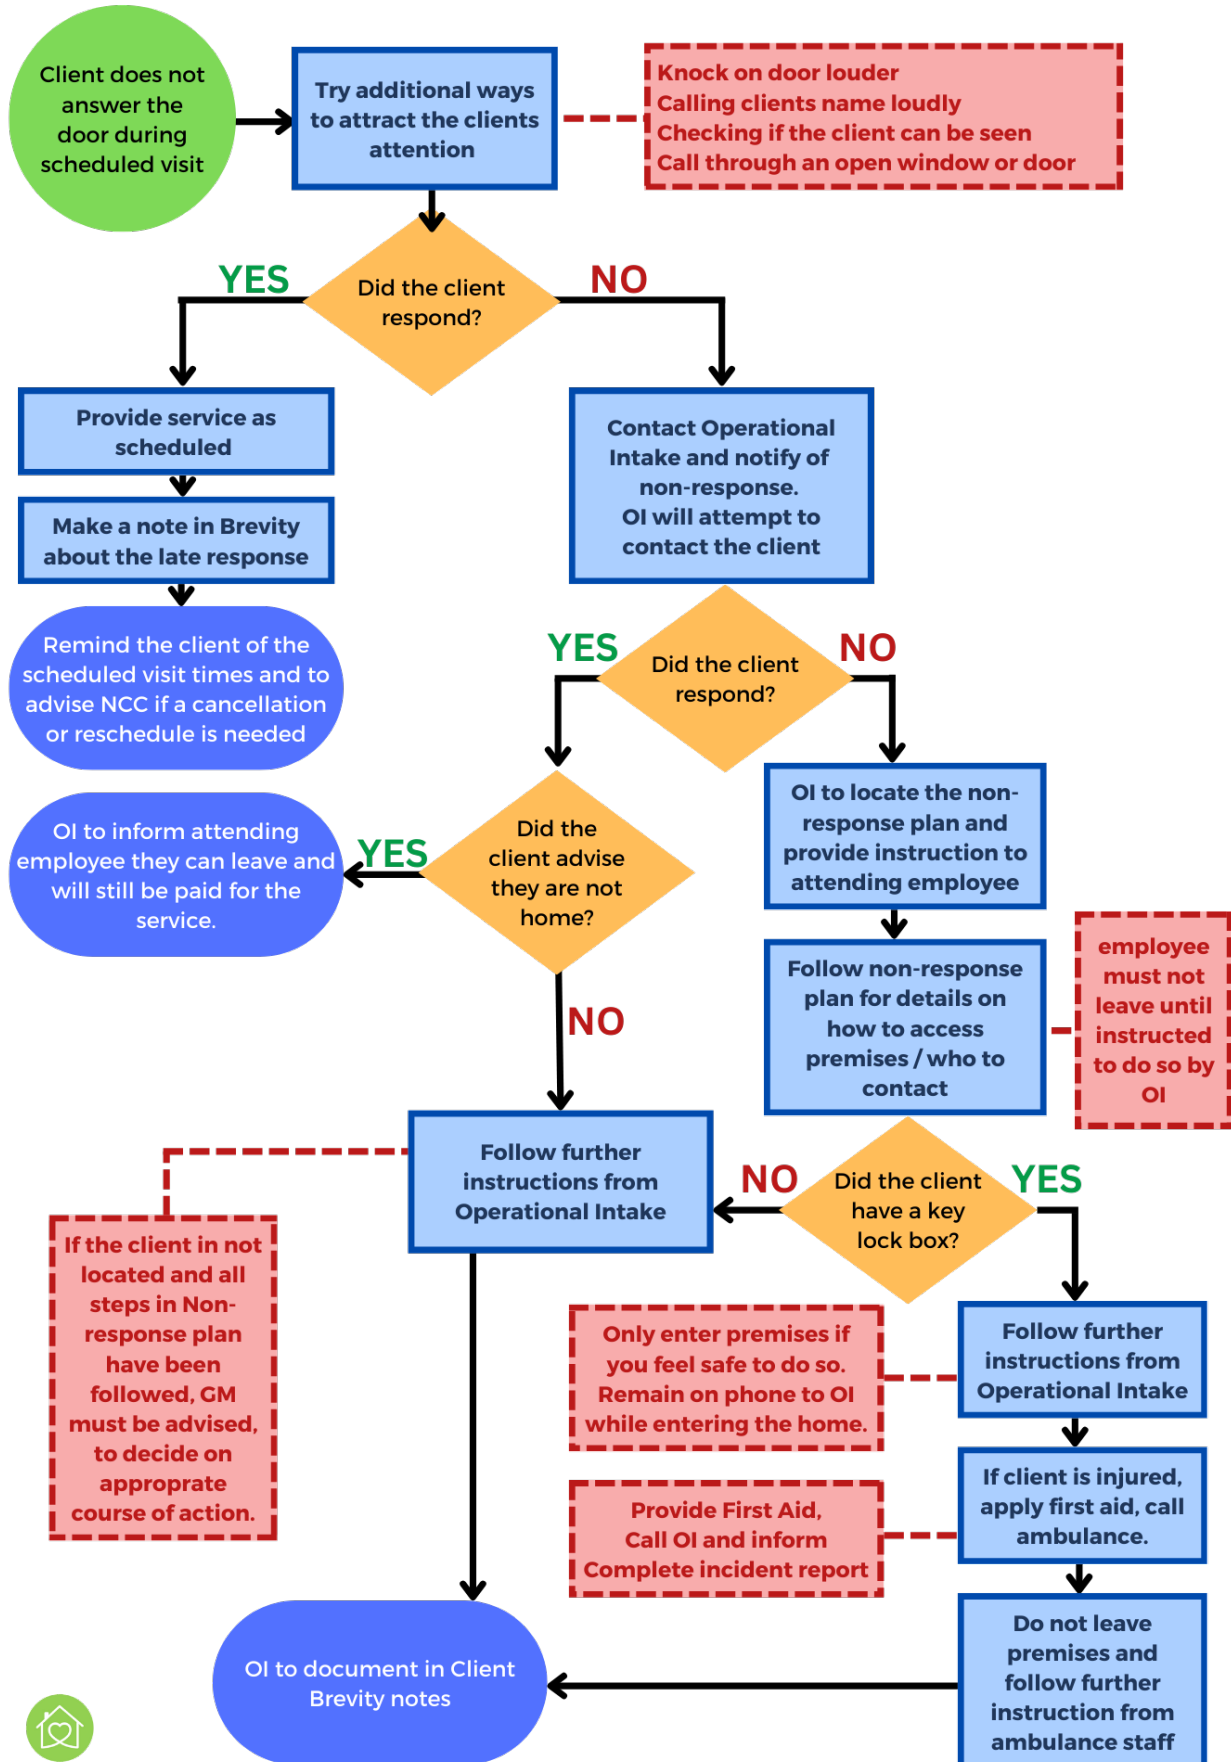 Client does not
answer the
door during
scheduled visit
Try additional ways
to attract the clients
attention
Knock on door louder
Calling clients name loudly
Checking if the client can be seen
Call through an open window or door
YES
Did the client
respond?
NO
Provide service as
scheduled
Make a note in Brevity
about the late response
Remind the client of the
scheduled visit times and to
advise NCC if a cancellation
or reschedule is needed
Contact Operational
Intake and notify of
non-response.
OI will attempt to
contact the client
YES
Did the client
respond?
NO
OI to inform attending
employee they can leave and
will still be paid for the
service.
YES
Did the
client advise
they are not
home?
NO
OI to locate the non-
response plan and
provide instruction to
attending employee
Follow non-response
plan for details on
how to access
premises / who to
contact
employee
must not
leave until
instructed
to do so by
OI
Follow further
instructions from
Operational Intake
NO
Did the client
have a key
lock box?
YES
If the client in not
located and all
steps in Non-
response plan
have been
followed, GM
must be advised,
to decide on
approprate
course of action.
Only enter premises if
you feel safe to do so.
Remain on phone to OI
while entering the home.
Follow further
instructions from
Operational Intake
Provide First Aid,
Call OI and inform
Complete incident report
If client is injured,
apply first aid, call
ambulance.
OI to document in Client
Brevity notes
Do not leave
premises and
follow further
instruction from
ambulance staff